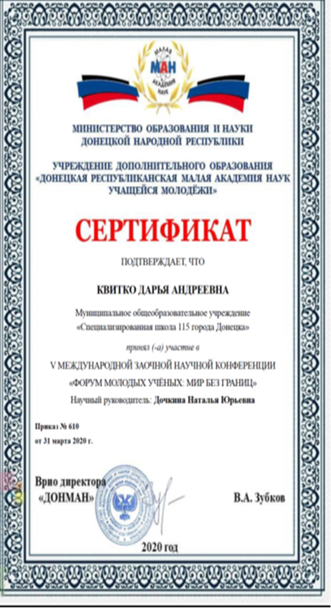 МАЛАЯ
МАН
АКАДЕМИЯ
НАУК
МИНИСТЕРСТВО ОБРАЗОВАНИЯ И НАУКИ
ДОНЕЦКОЙ НАРОДНОЙ РЕСПУБЛИКИ
УЧРЕЖДЕНИЕ ДОПОЛНИТЕЛЬНОГО ОБРАЗОВАНИЯ
«ДОНЕЦКАЯ РЕСПУБЛИКАНСКАЯ МАЛАЯ АКАДЕМИЯ НАУК
УЧАЩЕЙСЯ МОЛОДЁЖИ»
СЕРТИФИКАТ
ПОДТВЕРЖДАЕТ, ЧТО
КВИТКО ДАРЬЯ АНДРЕЕВНА
Муниципальное общеобразовательное учреждение
«Специализированная школа 115 города Донецка»
принял (-а) участие в
V МЕЖДУНАРОДНОЙ ЗАОЧНОЙ НАУЧНОЙ КОНФЕРЕНЦИИ
«ФОРУМ МОЛОДЫХ УЧЁНЫХ: МИР БЕЗ ГРАНИЦ»
Научный руководитель: Дочкина Наталья Юрьевна
Приказ № 610
от 31 марта 2020 г.
Врио директора
«ДОНМАН»
В.А. Зубков
2020 год